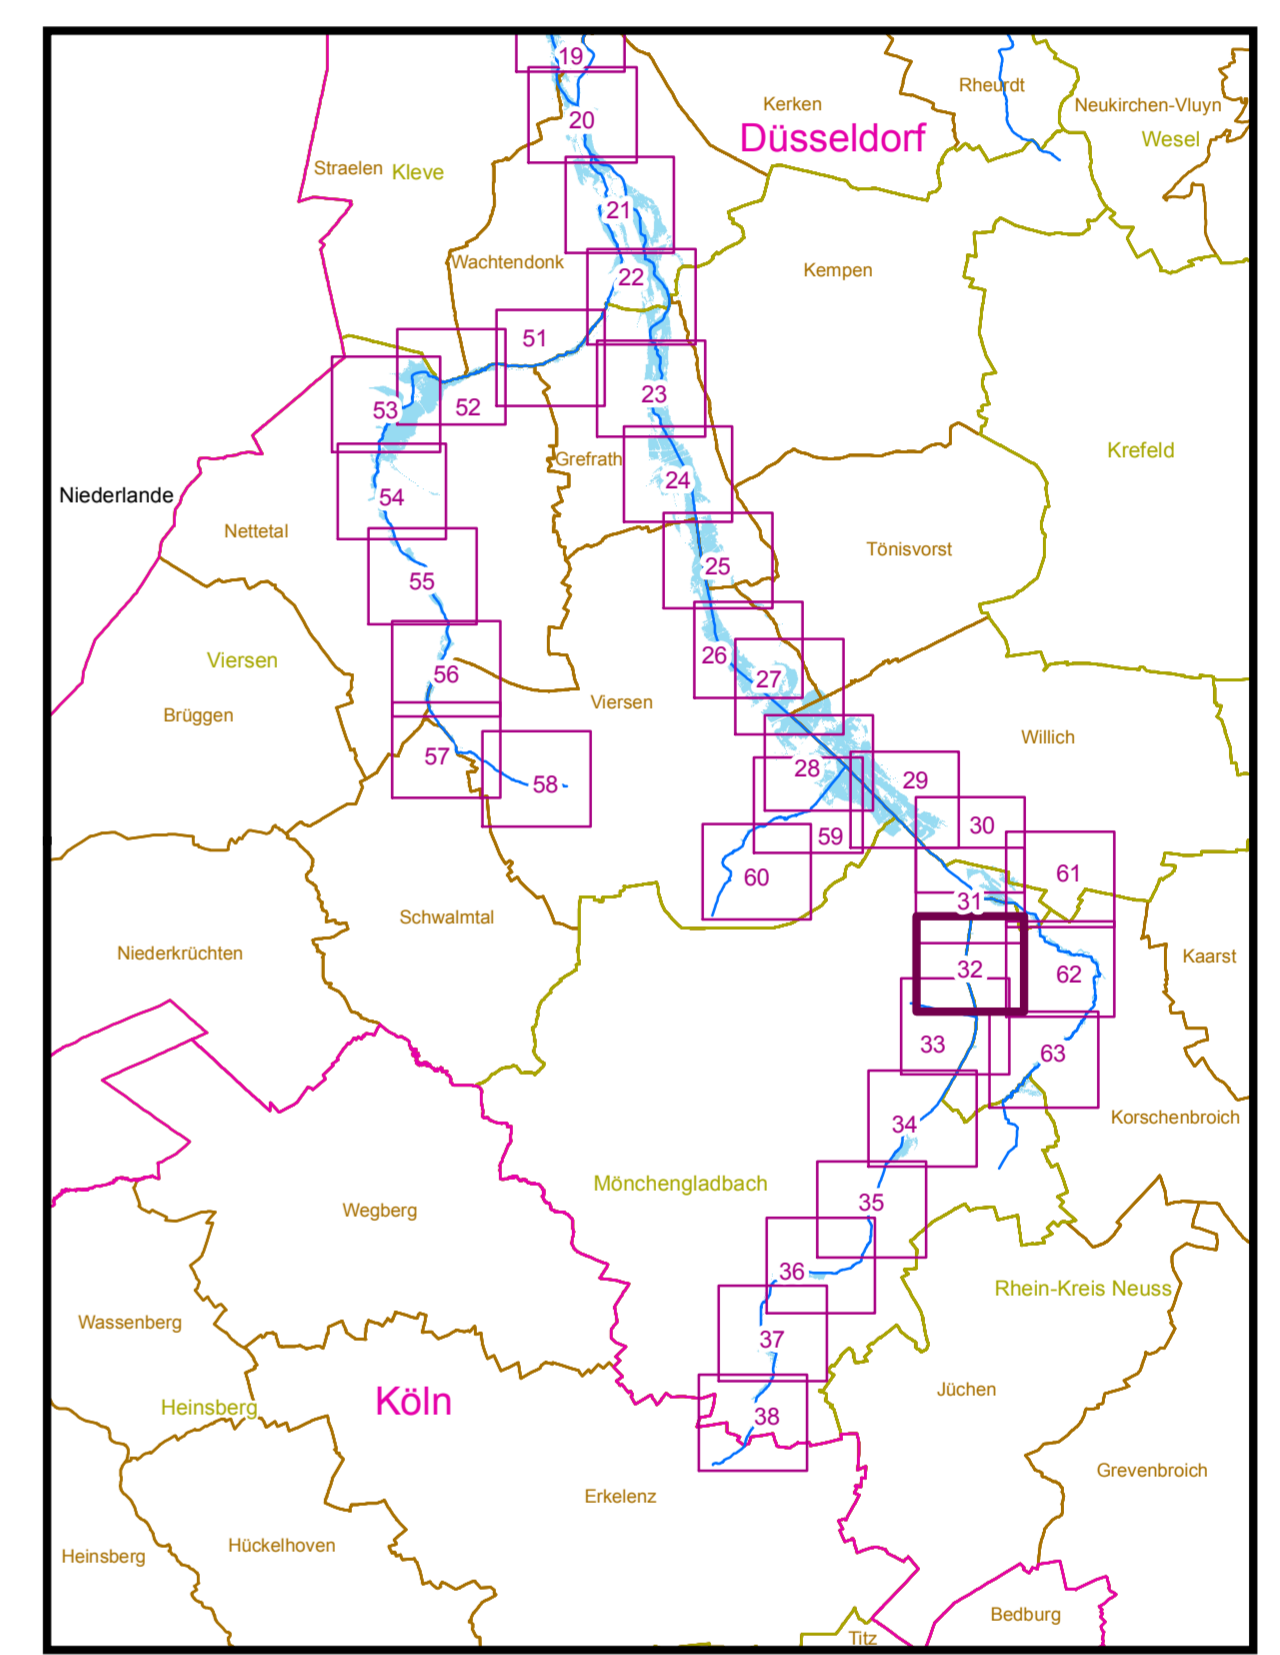 19
Rheurdt
Kerken
Neukirchen-Vluyn
20
Düsseldorf
Wesel
Straelen
Kleve
21
Wachtendonk
Kempen
22
51
23
53
52
Krefeld
Grefrath
24
Niederlande
54
Nettetal
Tönisvorst
25
55
26
Viersen
56
27
Viersen
Brüggen
Willich
57
28
29
58
30
59
61
60
31
Schwalmtal
Niederkrüchten
Kaarst
32
62
33
63
Korschenbroich
34
Mönchengladbach
35
Wegberg
36
Rhein-Kreis Neuss
Wassenberg
37
Jüchen
Heinsberg
Köln
38
Grevenbroich
Erkelenz
Hückelhoven
Heinsberg
Bedburg
Titz